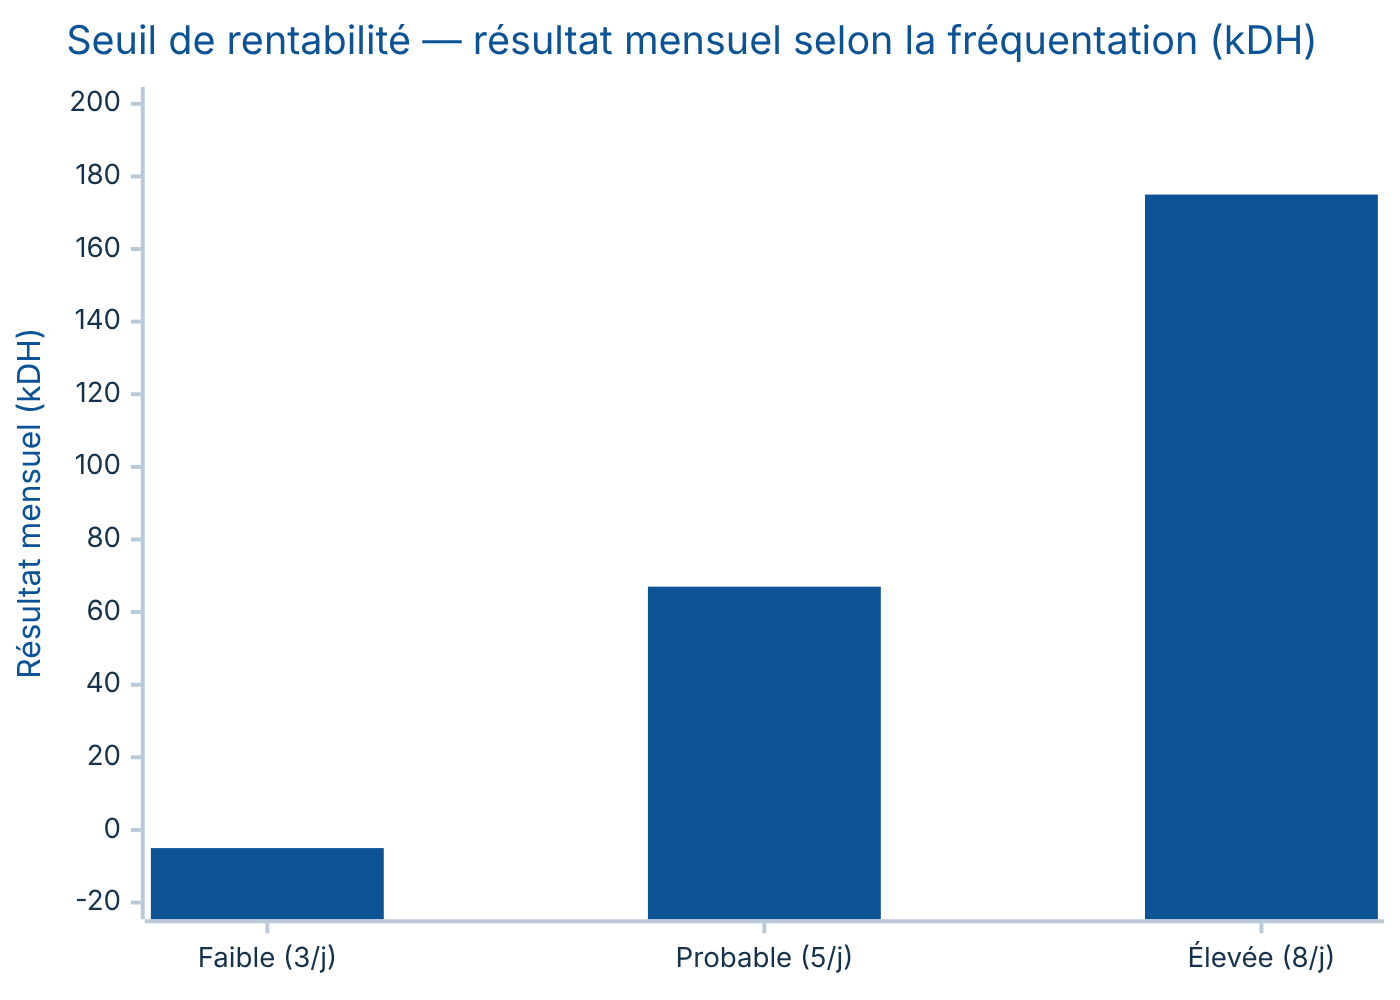 Seuil de rentabilité — résultat mensuel selon la fréquentation (kDH)
Résultat mensuel (kDH)
200
180
160
140
120
100
80
60
40
20
0
-20
Faible (3/j)
Probable (5/j)
Élevée (8/j)